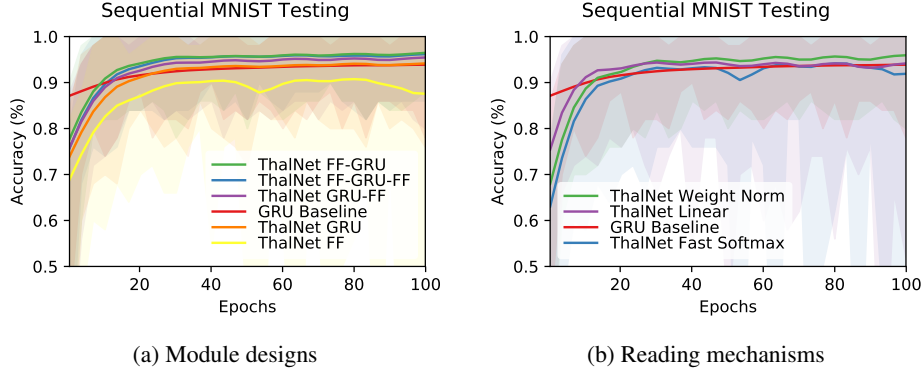 Sequential MNIST Testing
Accuracy (%)
1.0
0.9
0.8
0.7
0.6
0.5
ThalNet FF-GRU
ThalNet FF-GRU-FF
ThalNet GRU-FF
GRU Baseline
ThalNet GRU
ThalNet FF
20
40
60
80
100
Epochs
(a) Module designs
Sequential MNIST Testing
Accuracy (%)
1.0
0.9
0.8
0.7
0.6
0.5
ThalNet Weight Norm
ThalNet Linear
GRU Baseline
ThalNet Fast Softmax
20
40
60
80
100
Epochs
(b) Reading mechanisms